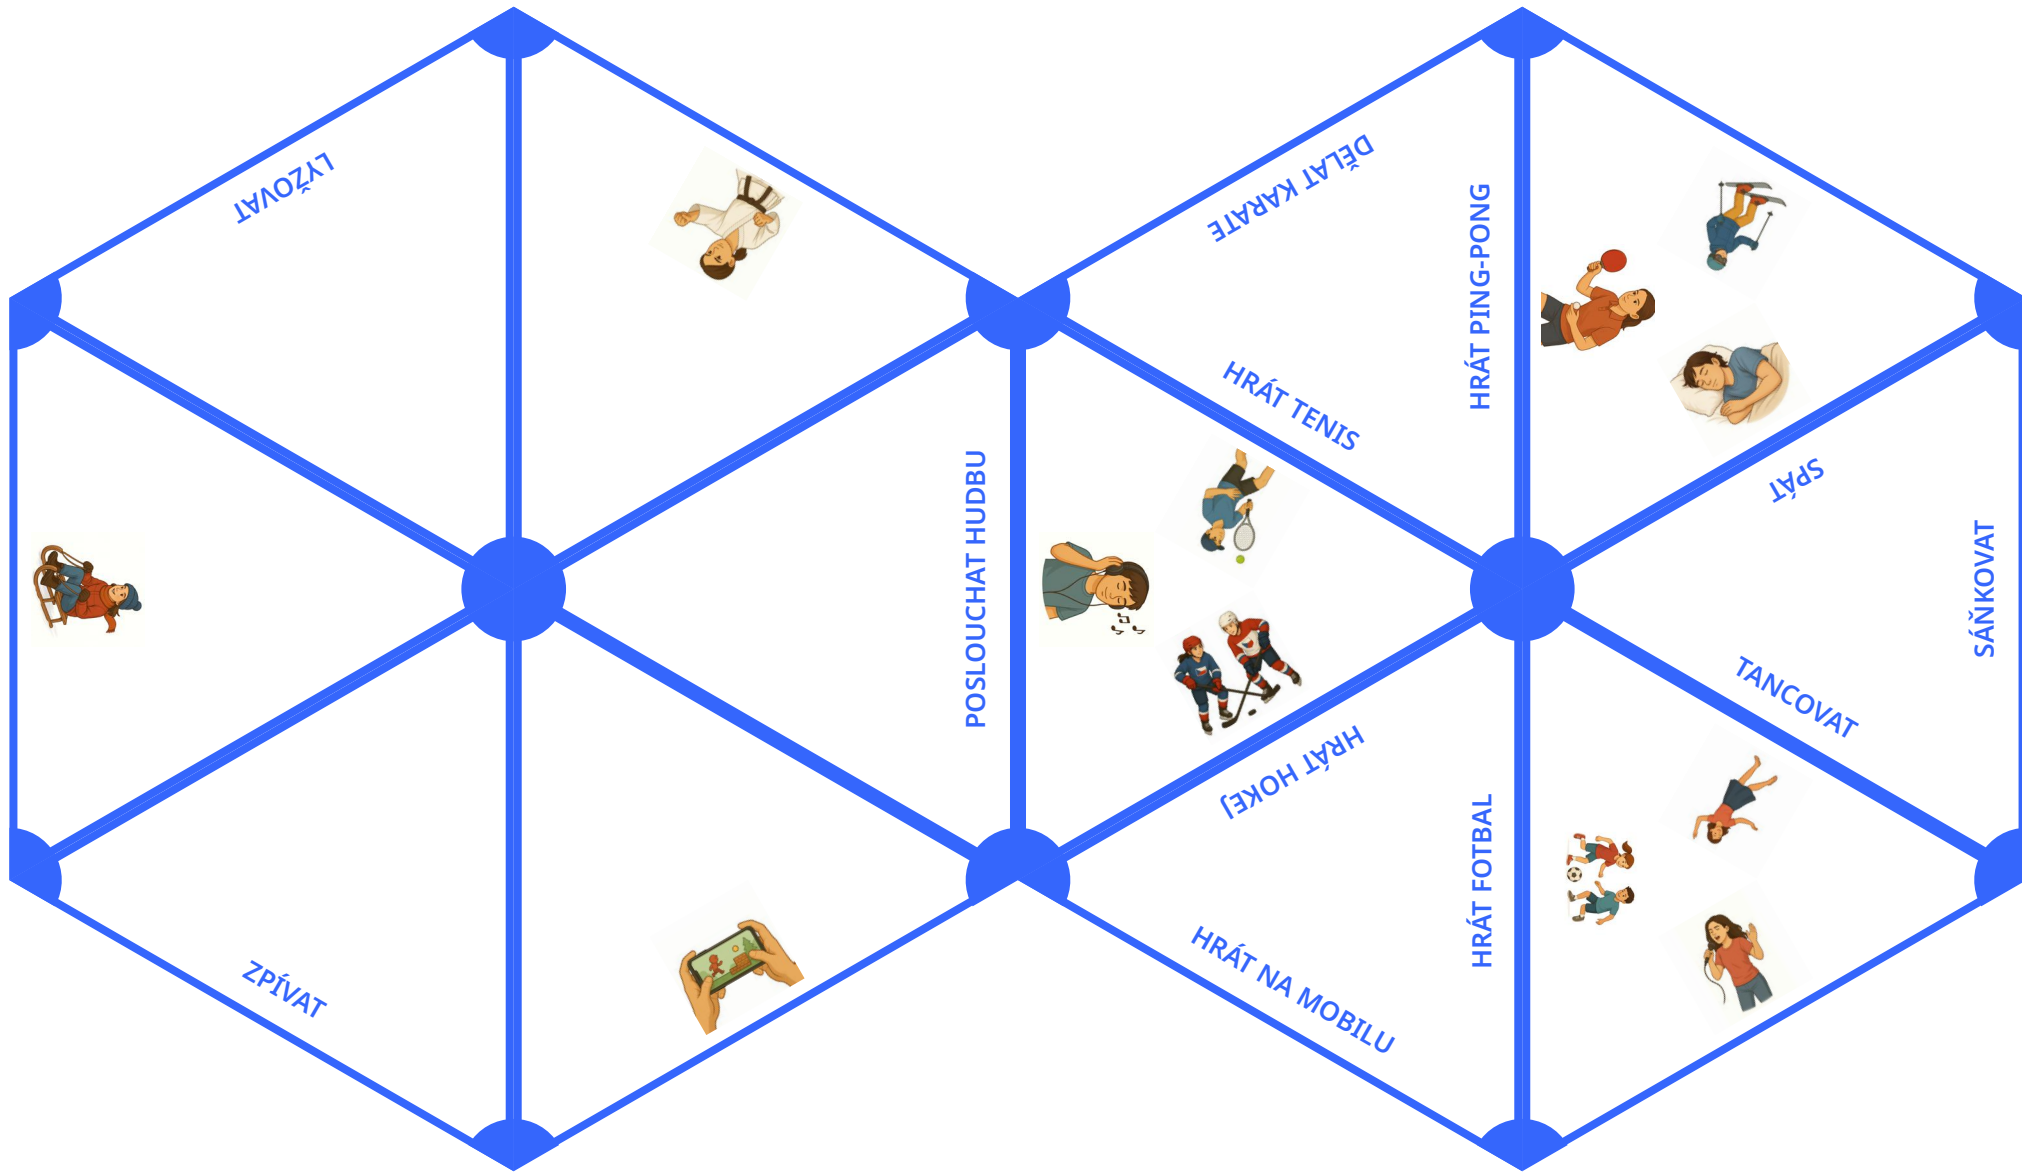 LYŽOVAT
DĚLAT KARATE
HRÁT PING-PONG
HRÁT TENIS
POSLOUCHAT HUDBU
SPÁT
SÁŇKOVAT
TANCOVAT
HRÁT HOKEJ
HRÁT FOTBAL
HRÁT NA MOBILU
ZPÍVAT